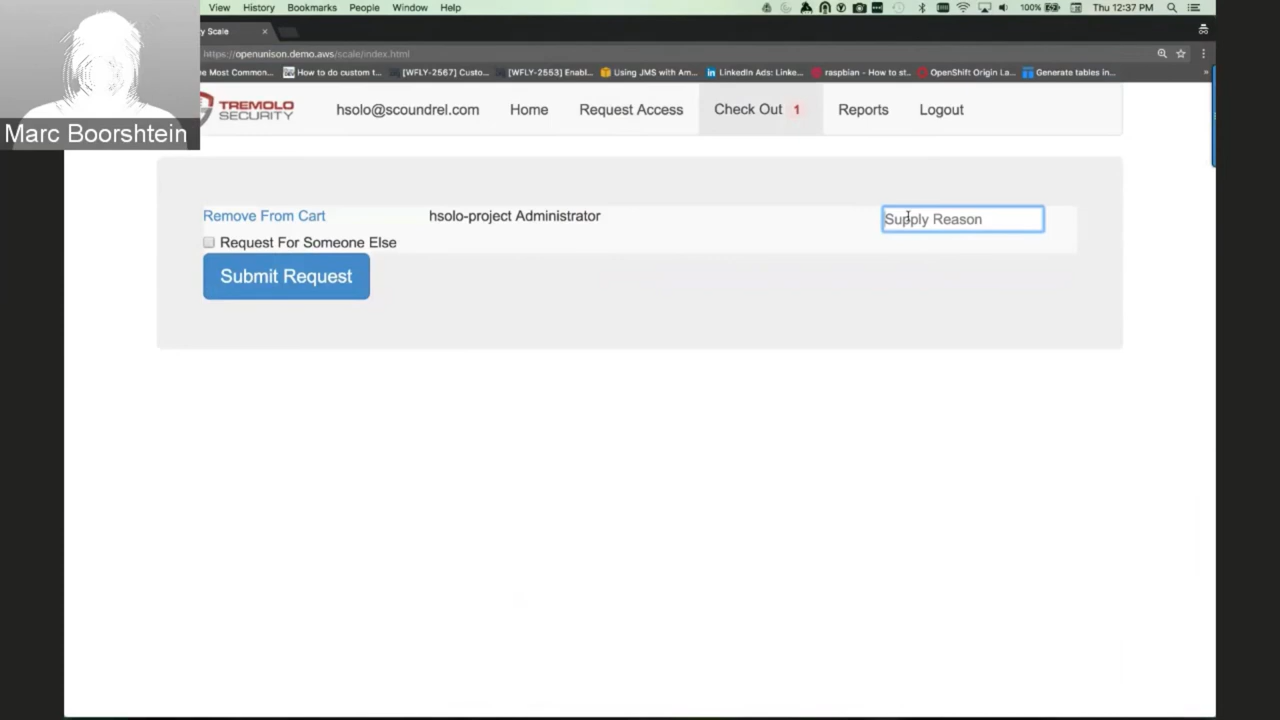 View History Bookmarks People Window Help 100% Thu 12:37 PM
y Scale ×
https://openunison.demo.aws/scale/index.html
e Most Common... How to do custom t... [WFLY-2567] Custo... [WFLY-2553] Enabl... Using JMS with Am... LinkedIn Ads: Linke... raspbian - How to st... OpenShift Origin La... Generate tables in... »
TREMOLO
SECURITY
hsolo@scoundrel.com Home Request Access Check Out 1 Reports Logout
Marc Boorshtein
Remove From Cart hsolo-project Administrator Supply Reason
Request For Someone Else
Submit Request